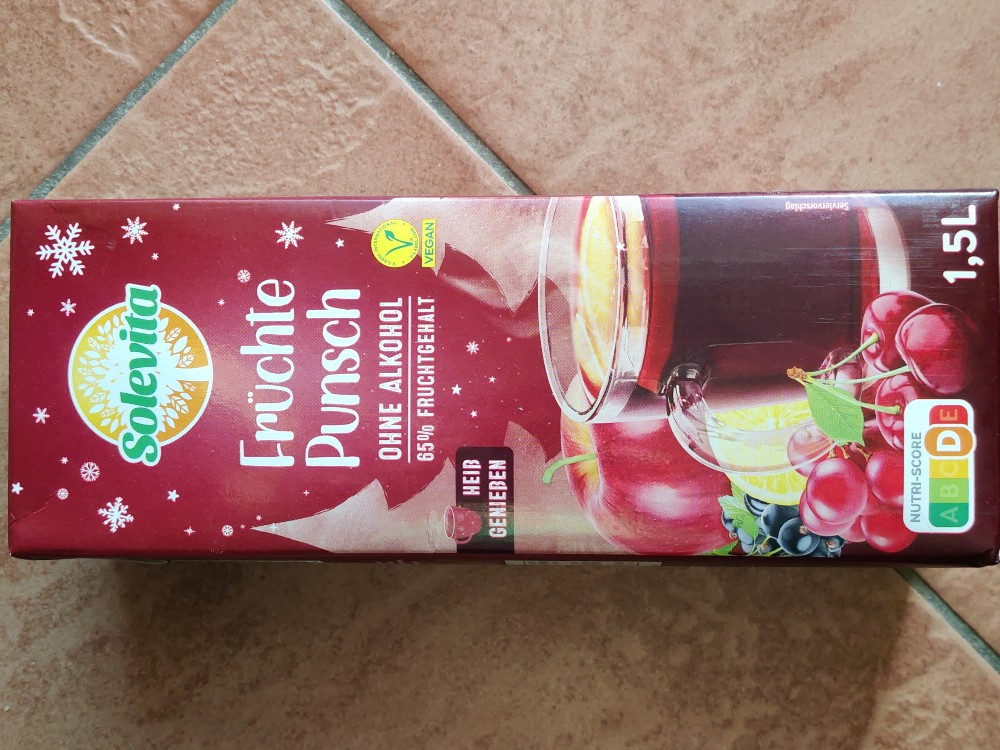 Solevita
Früchte
Punsch
OHNE ALKOHOL
65% FRUCHTGEHALT
VEGAN
HEIß
GENIEßEN
Serviervorschlag
1,5L
NUTRI-SCORE
A B C D E